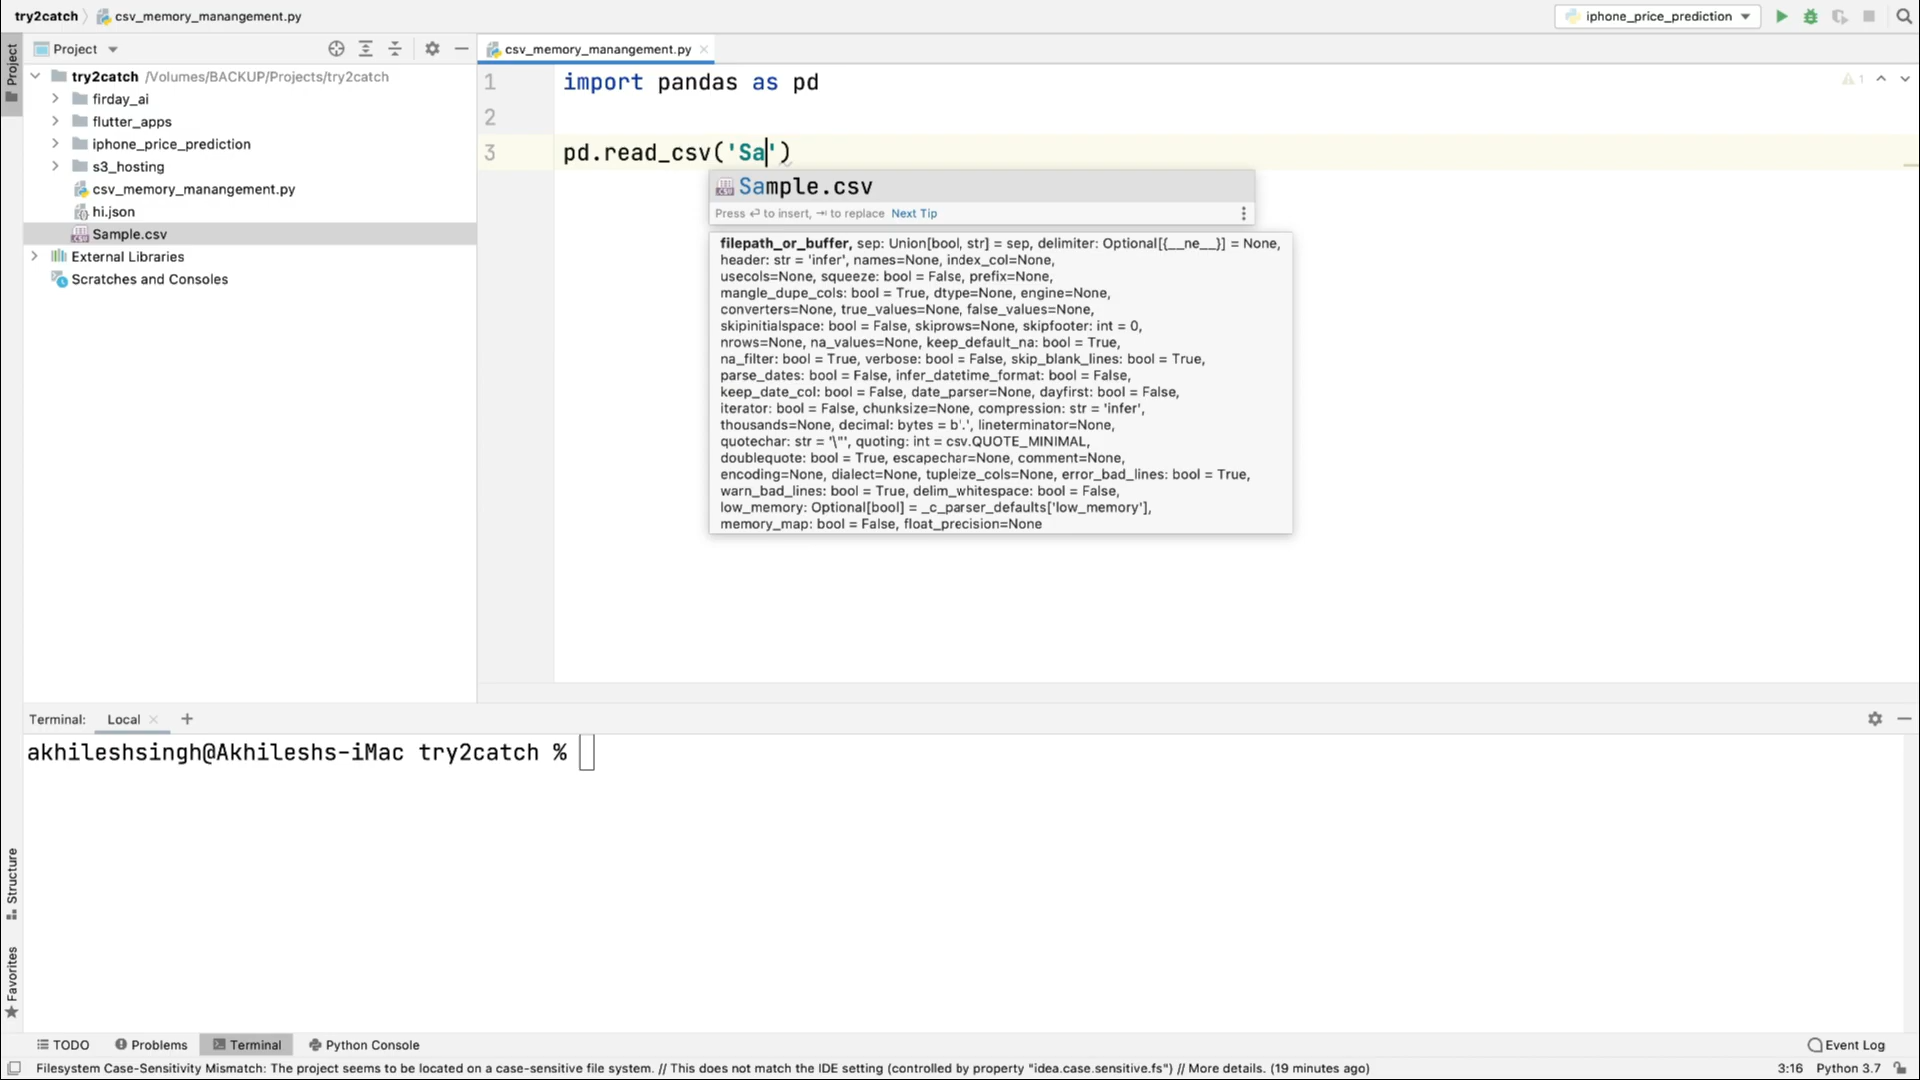 try2catch csv_memory_manangement.py iphone_price_prediction
Project
Project
csv_memory_manangement.py
try2catch /Volumes/BACKUP/Projects/try2catch
firday_ai
flutter_apps
iphone_price_prediction
s3_hosting
csv_memory_manangement.py
hi.json
Sample.csv
External Libraries
Scratches and Consoles
1 import pandas as pd
1
2
3 pd.read_csv('Sa')
Sample.csv
Press ⏎ to insert, ⇥ to replace Next Tip
filepath_or_buffer, sep: Union[bool, str] = sep, delimiter: Optional[{__ne__}] = None,
header: str = 'infer', names=None, index_col=None,
usecols=None, squeeze: bool = False, prefix=None,
mangle_dupe_cols: bool = True, dtype=None, engine=None,
converters=None, true_values=None, false_values=None,
skipinitialspace: bool = False, skiprows=None, skipfooter: int = 0,
nrows=None, na_values=None, keep_default_na: bool = True,
na_filter: bool = True, verbose: bool = False, skip_blank_lines: bool = True,
parse_dates: bool = False, infer_datetime_format: bool = False,
keep_date_col: bool = False, date_parser=None, dayfirst: bool = False,
iterator: bool = False, chunksize=None, compression: str = 'infer',
thousands=None, decimal: bytes = b'.', lineterminator=None,
quotechar: str = '\"', quoting: int = csv.QUOTE_MINIMAL,
doublequote: bool = True, escapechar=None, comment=None,
encoding=None, dialect=None, tupleize_cols=None, error_bad_lines: bool = True,
warn_bad_lines: bool = True, delim_whitespace: bool = False,
low_memory: Optional[bool] = _c_parser_defaults['low_memory'],
memory_map: bool = False, float_precision=None
Terminal: Local
akhileshsingh@Akhileshs-iMac try2catch %
Structure
Favorites
TODO Problems Terminal Python Console Event Log
Filesystem Case-Sensitivity Mismatch: The project seems to be located on a case-sensitive file system. // This does not match the IDE setting (controlled by property "idea.case.sensitive.fs") // More details. (19 minutes ago) 3:16 Python 3.7